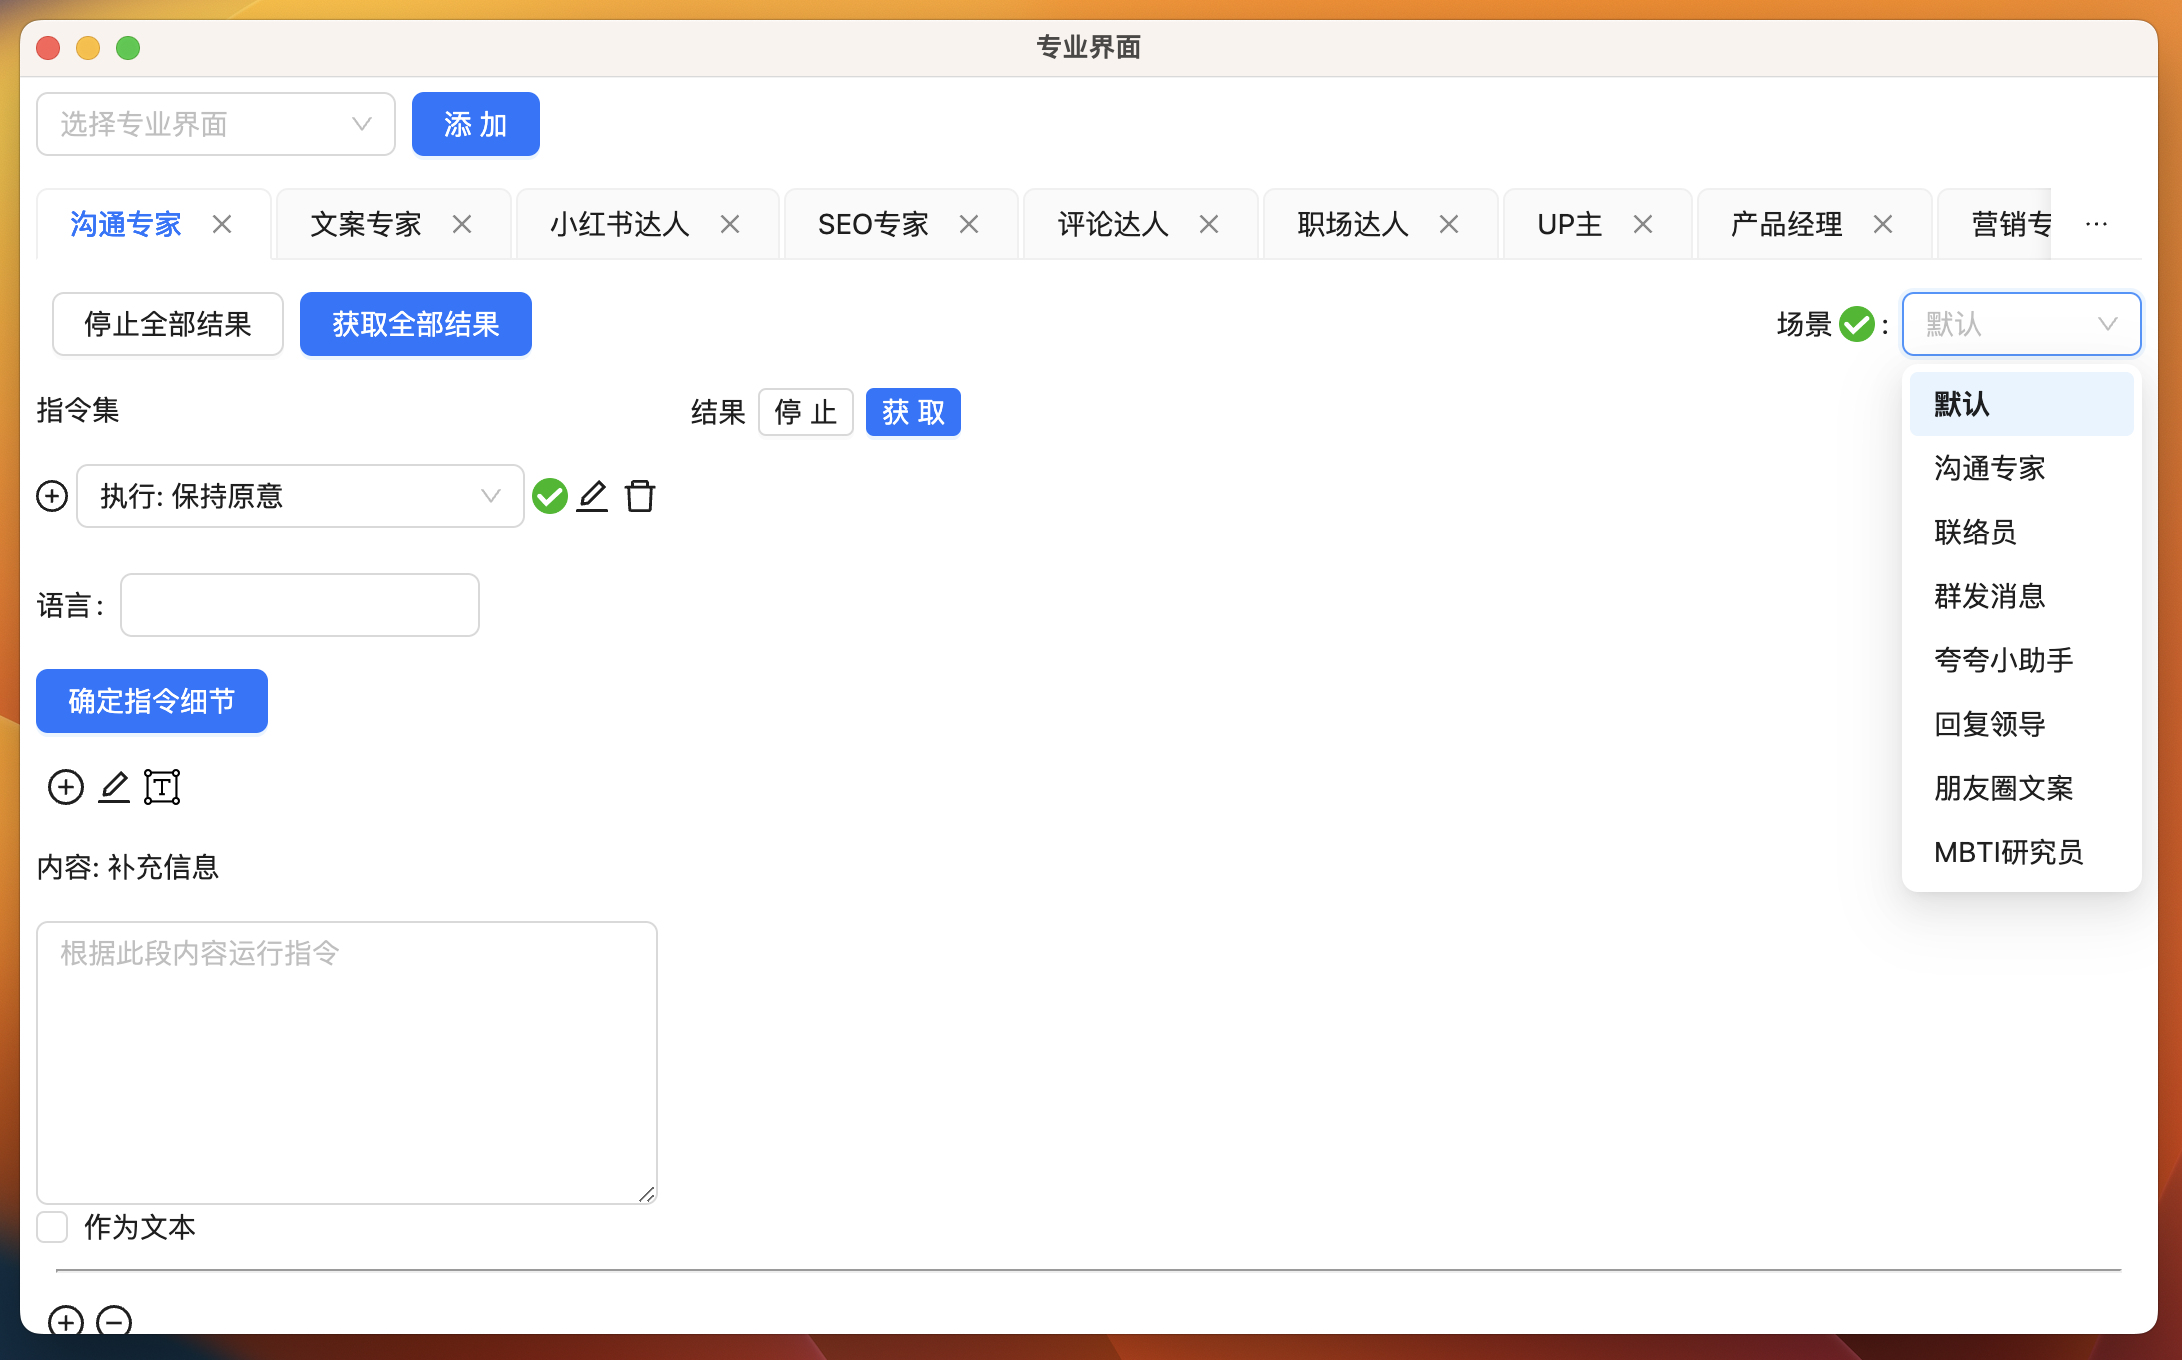 专业界面
选择专业界面
添加
沟通专家
文案专家
小红书达人
SEO专家
评论达人
职场达人
UP主
产品经理
营销专
停止全部结果
获取全部结果
场景 :
默认
指令集
结果
停止
获取
默认
沟通专家
联络员
群发消息
夸夸小助手
回复领导
朋友圈文案
MBTI研究员
执行: 保持原意
语言:
确定指令细节
内容: 补充信息
根据此段内容运行指令
作为文本